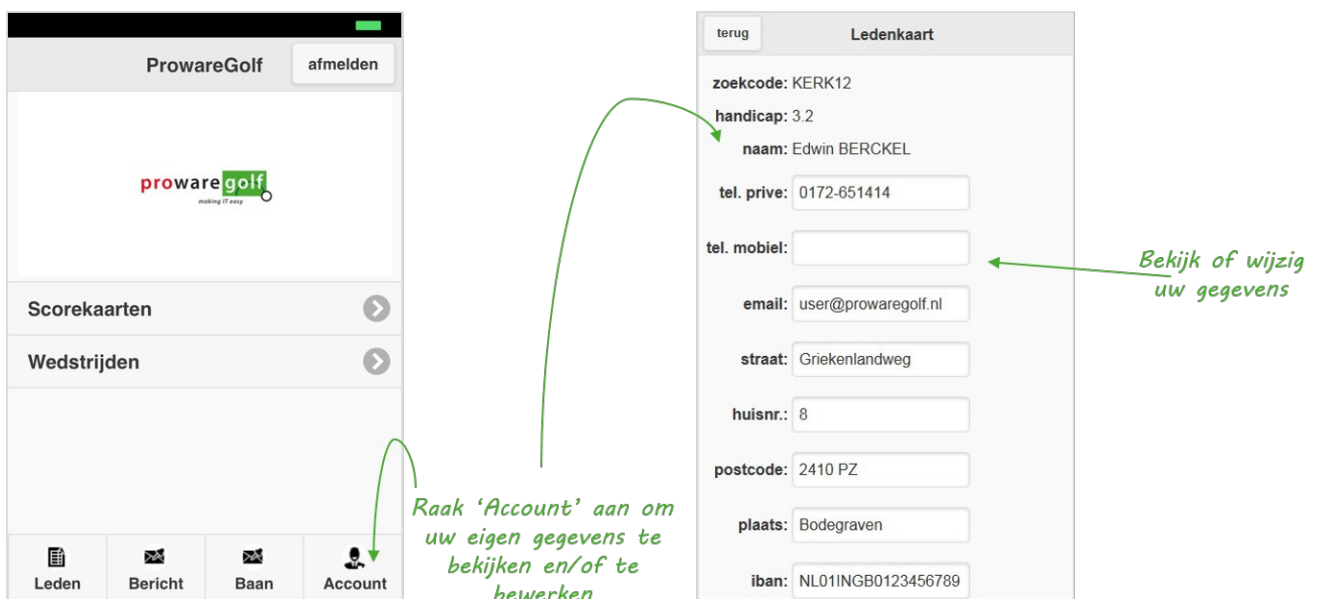 ProwareGolf
afmelden
proware golf
making IT easy
Scorekaarten
Wedstrijden
Leden
Bericht
Baan
Account
Raak ‘Account’ aan om
uw eigen gegevens te
bekijken en/of te
bewerken
terug
Ledenkaart
zoekcode: KERK12
handicap: 3.2
naam: Edwin BERCKEL
tel. prive: 0172-651414
tel. mobiel:
email: user@prowaregolf.nl
straat: Griekenlandweg
huisnr.: 8
postcode: 2410 PZ
plaats: Bodegraven
iban: NL01INGB0123456789
Bekijk of wijzig
uw gegevens